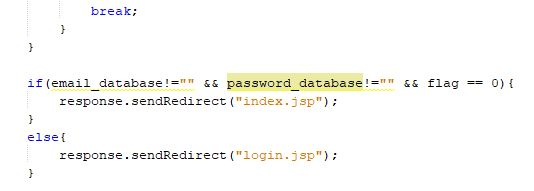 break;
}
}
if(email_database!="" && password_database!="" && flag == 0){
response.sendRedirect("index.jsp");
}
else{
response.sendRedirect("login.jsp");
}